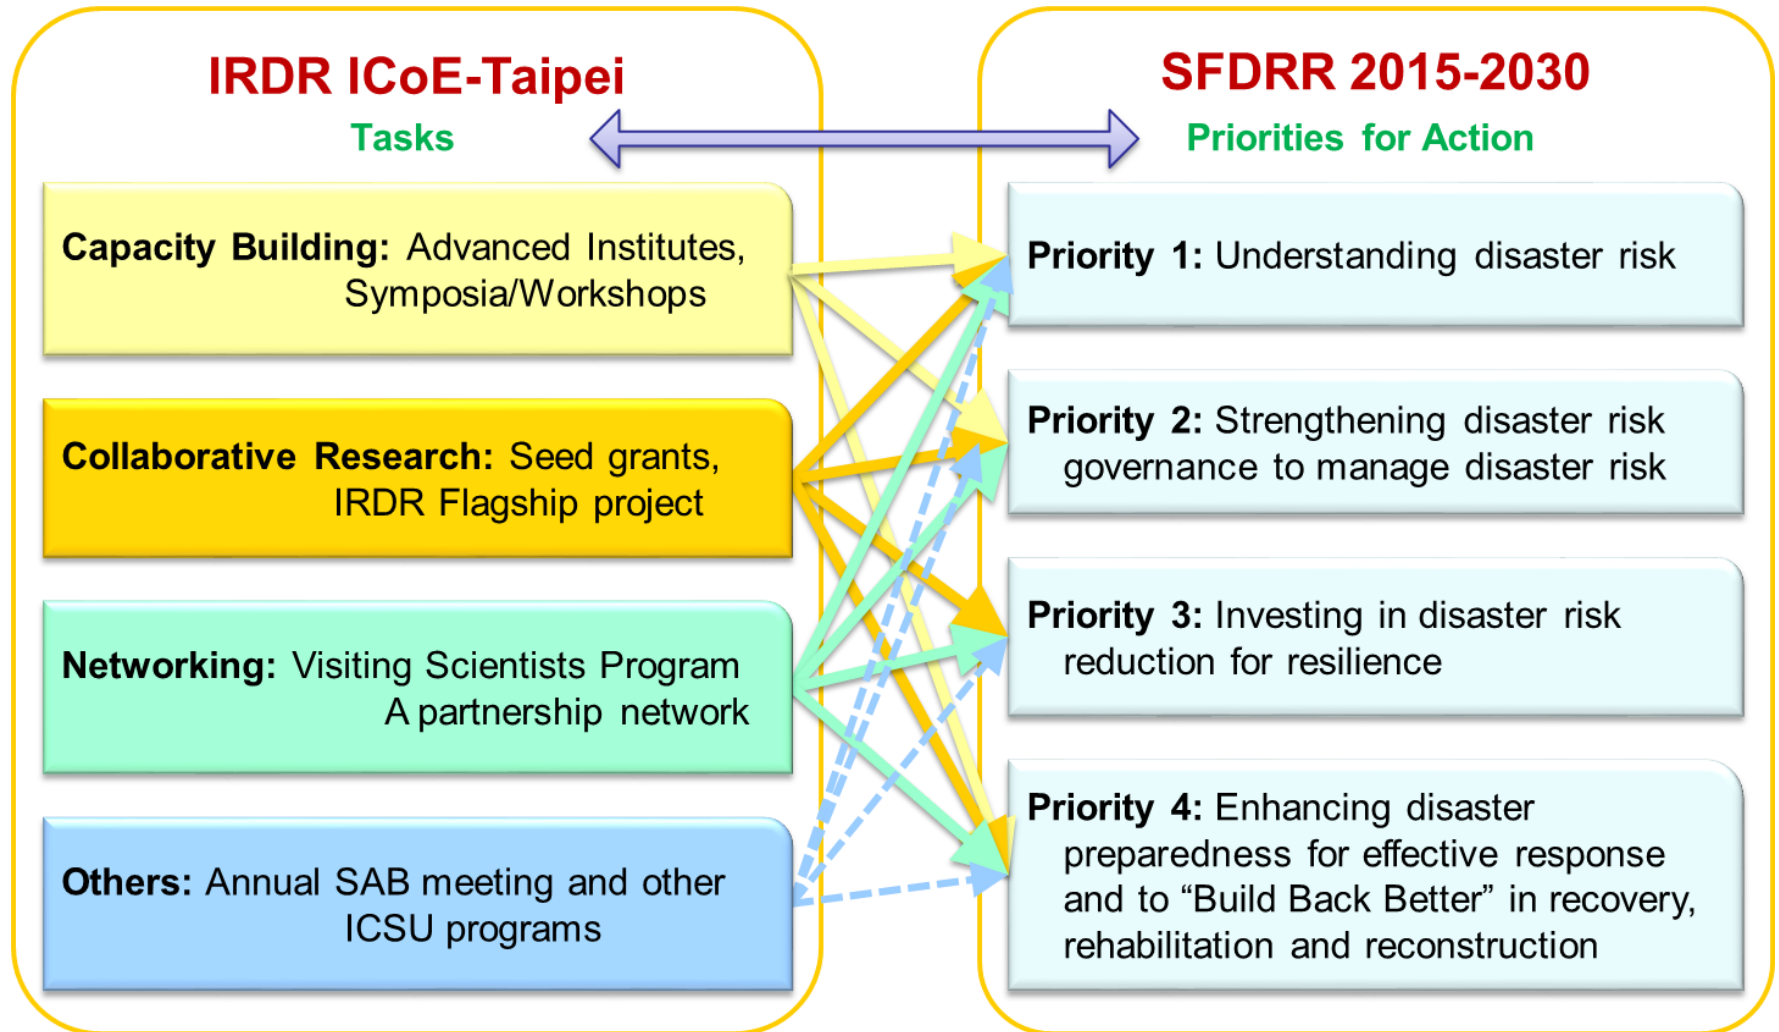 IRDR ICoE-Taipei
Tasks
Capacity Building: Advanced Institutes,
Symposia/Workshops
Collaborative Research: Seed grants,
IRDR Flagship project
Networking: Visiting Scientists Program
A partnership network
Others: Annual SAB meeting and other
ICSU programs
SFDRR 2015-2030
Priorities for Action
Priority 1: Understanding disaster risk
Priority 2: Strengthening disaster risk
governance to manage disaster risk
Priority 3: Investing in disaster risk
reduction for resilience
Priority 4: Enhancing disaster
preparedness for effective response
and to “Build Back Better” in recovery,
rehabilitation and reconstruction